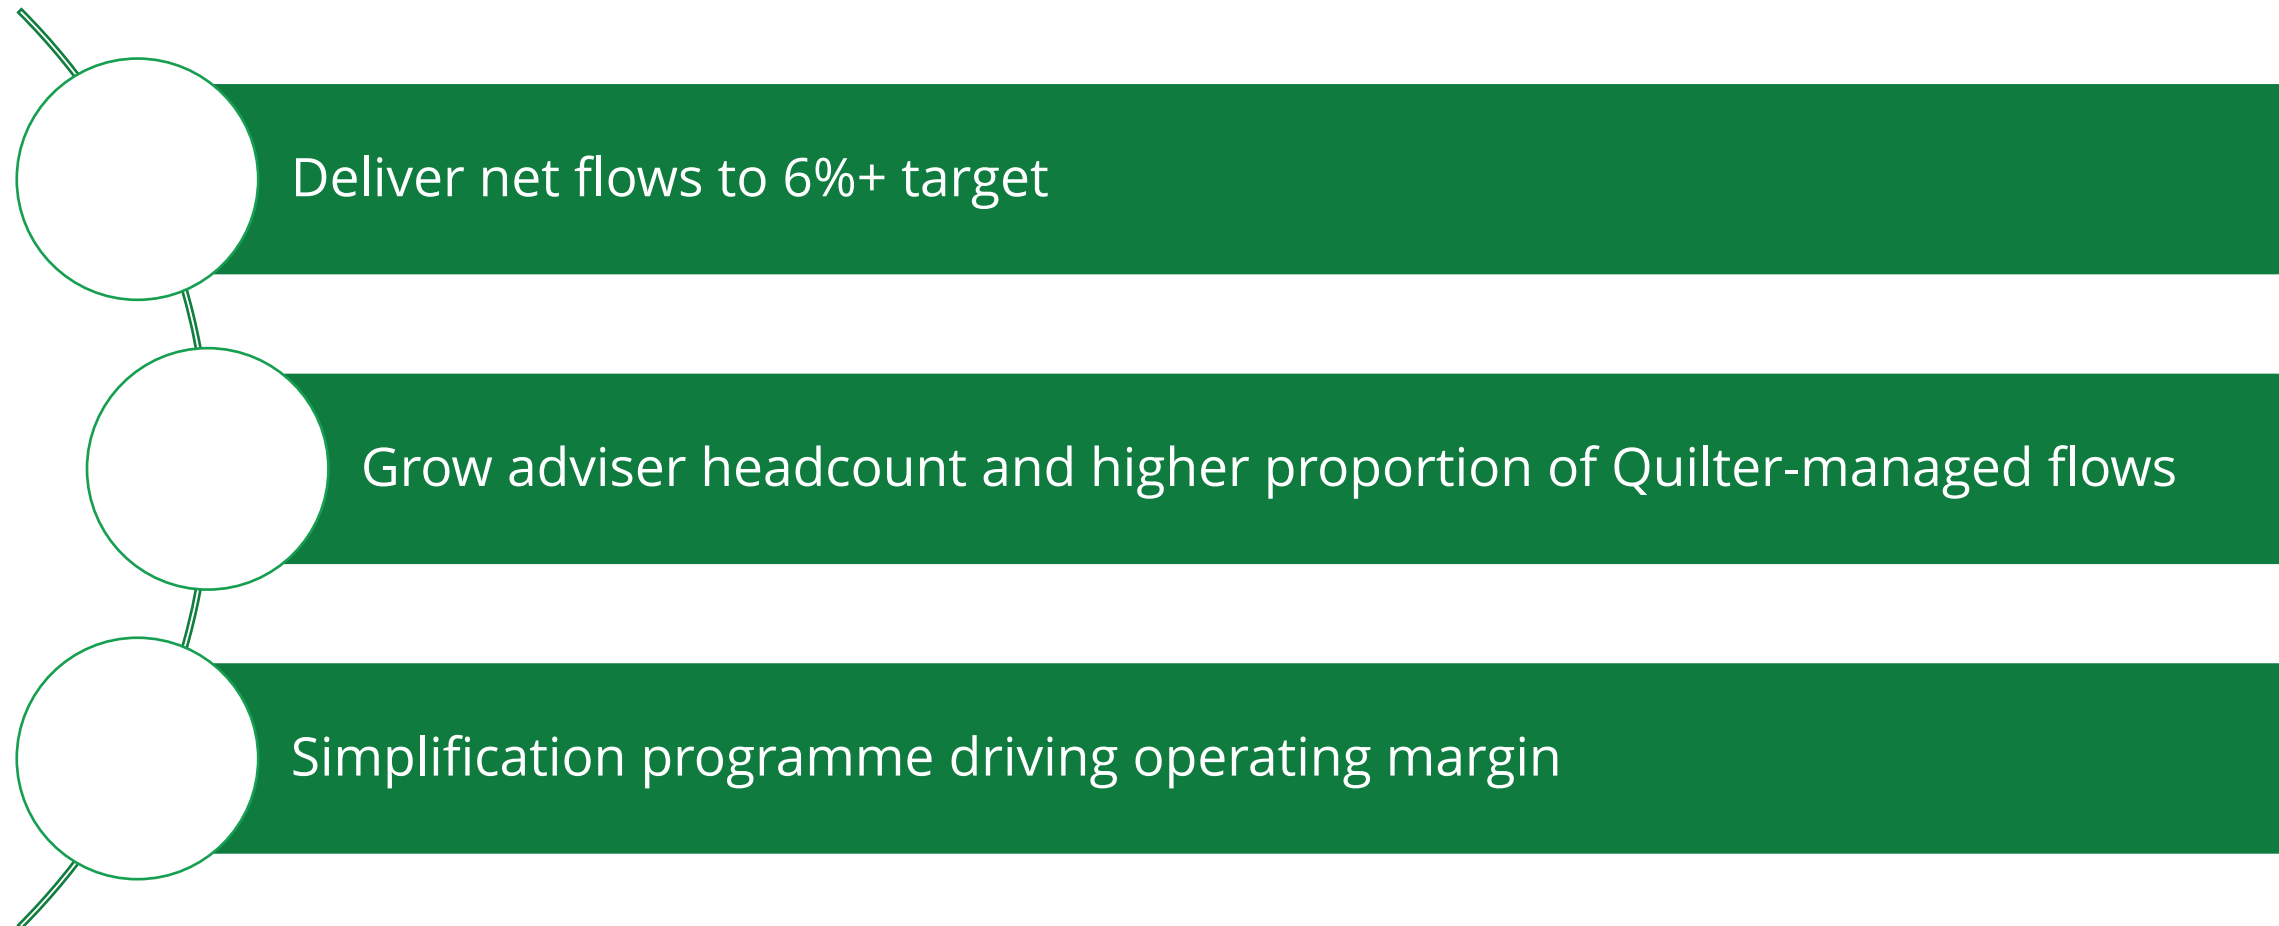 Deliver net flows to 6%+ target
Grow adviser headcount and higher proportion of Quilter-managed flows
Simplification programme driving operating margin